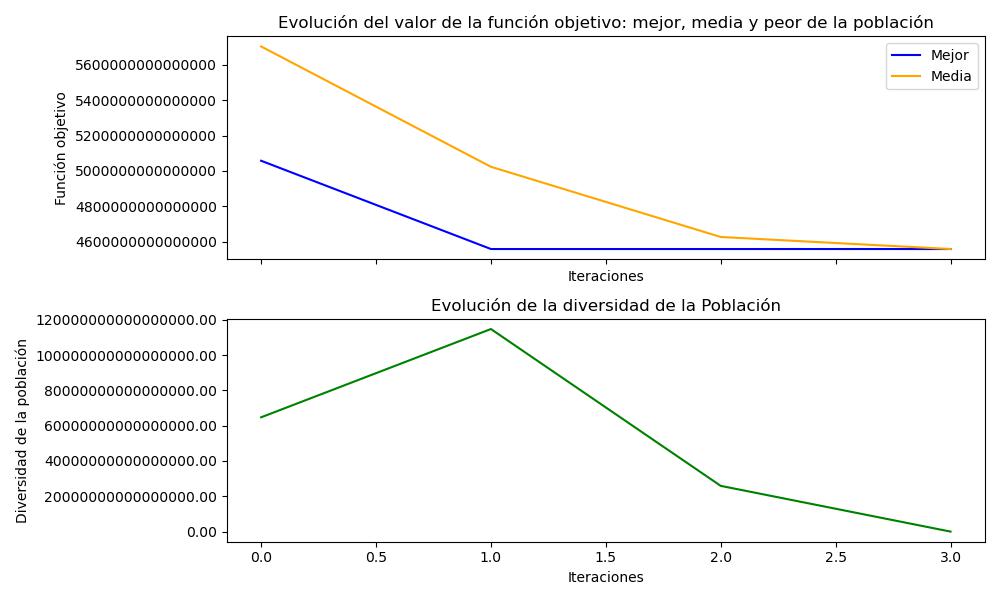 Evolución del valor de la función objetivo: mejor, media y peor de la población
Función objetivo
5600000000000000
5400000000000000
5200000000000000
5000000000000000
4800000000000000
4600000000000000
Mejor
Media
Iteraciones
Evolución de la diversidad de la Población
Diversidad de la población
120000000000000000.00
100000000000000000.00
80000000000000000.00
60000000000000000.00
40000000000000000.00
20000000000000000.00
0.00
0.0 0.5 1.0 1.5 2.0 2.5 3.0
Iteraciones